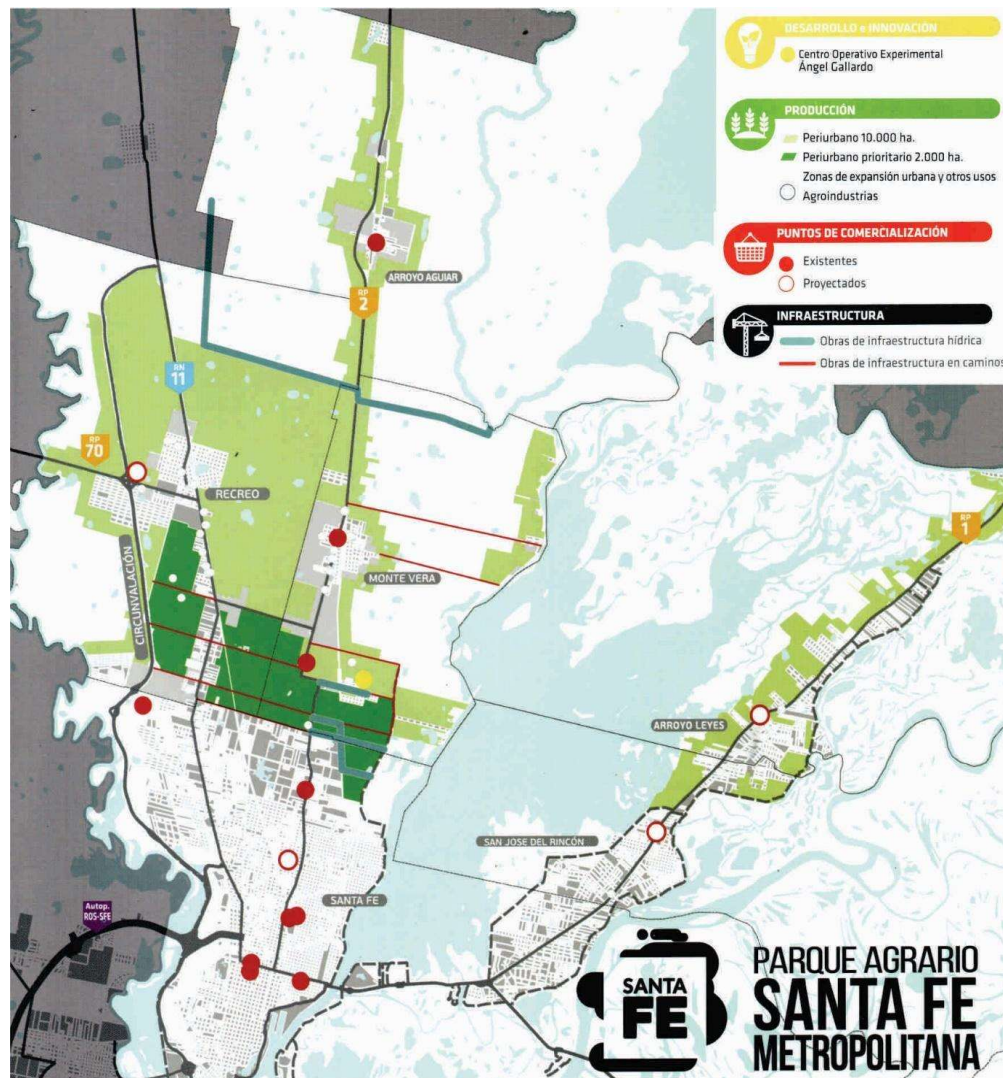 DESARROLLO e INNOVACIÓN
Centro Operativo Experimental
Ángel Gallardo
PRODUCCIÓN
Periurbano 10.000 ha.
Periurbano prioritario 2.000 ha.
Zonas de expansión urbana y otros usos
Agroindustrias
PUNTOS DE COMERCIALIZACIÓN
Existentes
Proyectados
INFRAESTRUCTURA
Obras de infraestructura hídrica
Obras de infraestructura en caminos
ARROYO AGUIAR
RP
2
RN
11
RP
70
RECREO
RP
1
MONTE VERA
CIRCUNVALACIÓN
ARROYO LEYES
SAN JOSE DEL RINCÓN
SANTA FE
Autop.
ROS-SFE
SANTA
FE
PARQUE AGRARIO
SANTA FE
METROPOLITANA